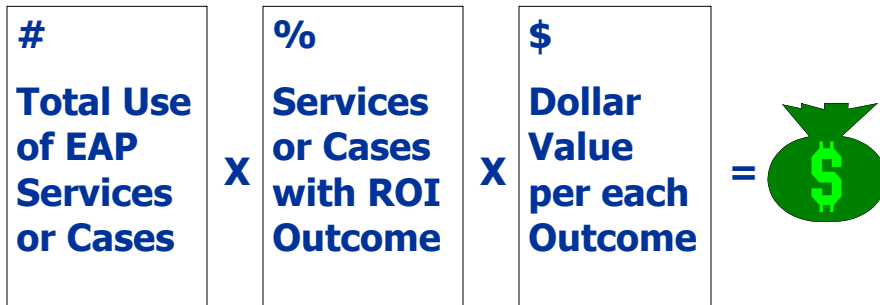 #
Total Use
of EAP
Services
or Cases
X
%
Services
or Cases
with ROI
Outcome
X
$
Dollar
Value
per each
Outcome
=
$